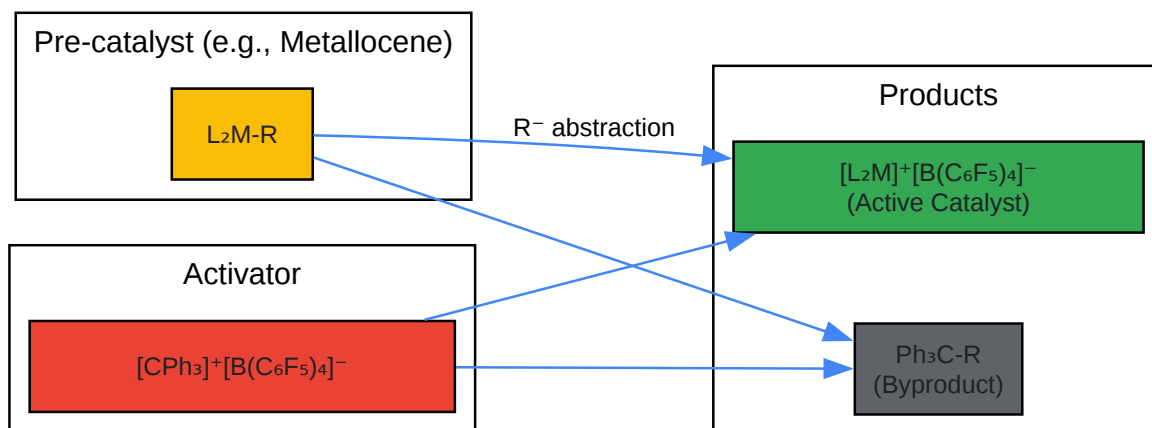 Pre-catalyst (e.g., Metallocene)
L₂M-R
R⁻ abstraction
Products
[L₂M]⁺[B(C₆F₅)₄]⁻
(Active Catalyst)
Activator
[CPh₃]⁺[B(C₆F₅)₄]⁻
Ph₃C-R
(Byproduct)